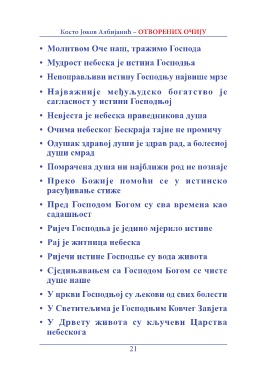 Косто Јоков Албијанић – ОТВОРЕНИХ ОЧИЈУ
• Молитвом Оче наш, тражимо Господа
• Мудрост небеска је истина Господња
• Непоправљиви истину Господњу највише мрзе
• Најважније међуљудско богатство је
сагласност у истини Господњој
• Невјеста је небеска праведникова душа
• Очима небеског Бескраја тајне не промичу
• Одушак здравој души је здрав рад, а болесној
души смрад
• Помрачена душа ни најближи род не познаје
• Преко Божије помоћи се у истинско
расуђивање стиже
• Пред Господом Богом су сва времена као
садашњост
• Ријеч Господња је једино мјерило истине
• Рај је житница небеска
• Ријечи истине Господње су вода живота
• Сједињавањем са Господом Богом се чисте
душе наше
• У цркви Господњој су љекови од свих болести
• У Светитељима је Господњим Ковчег Завјета
• У Дрвету живота су кључеви Царства
небескога
21